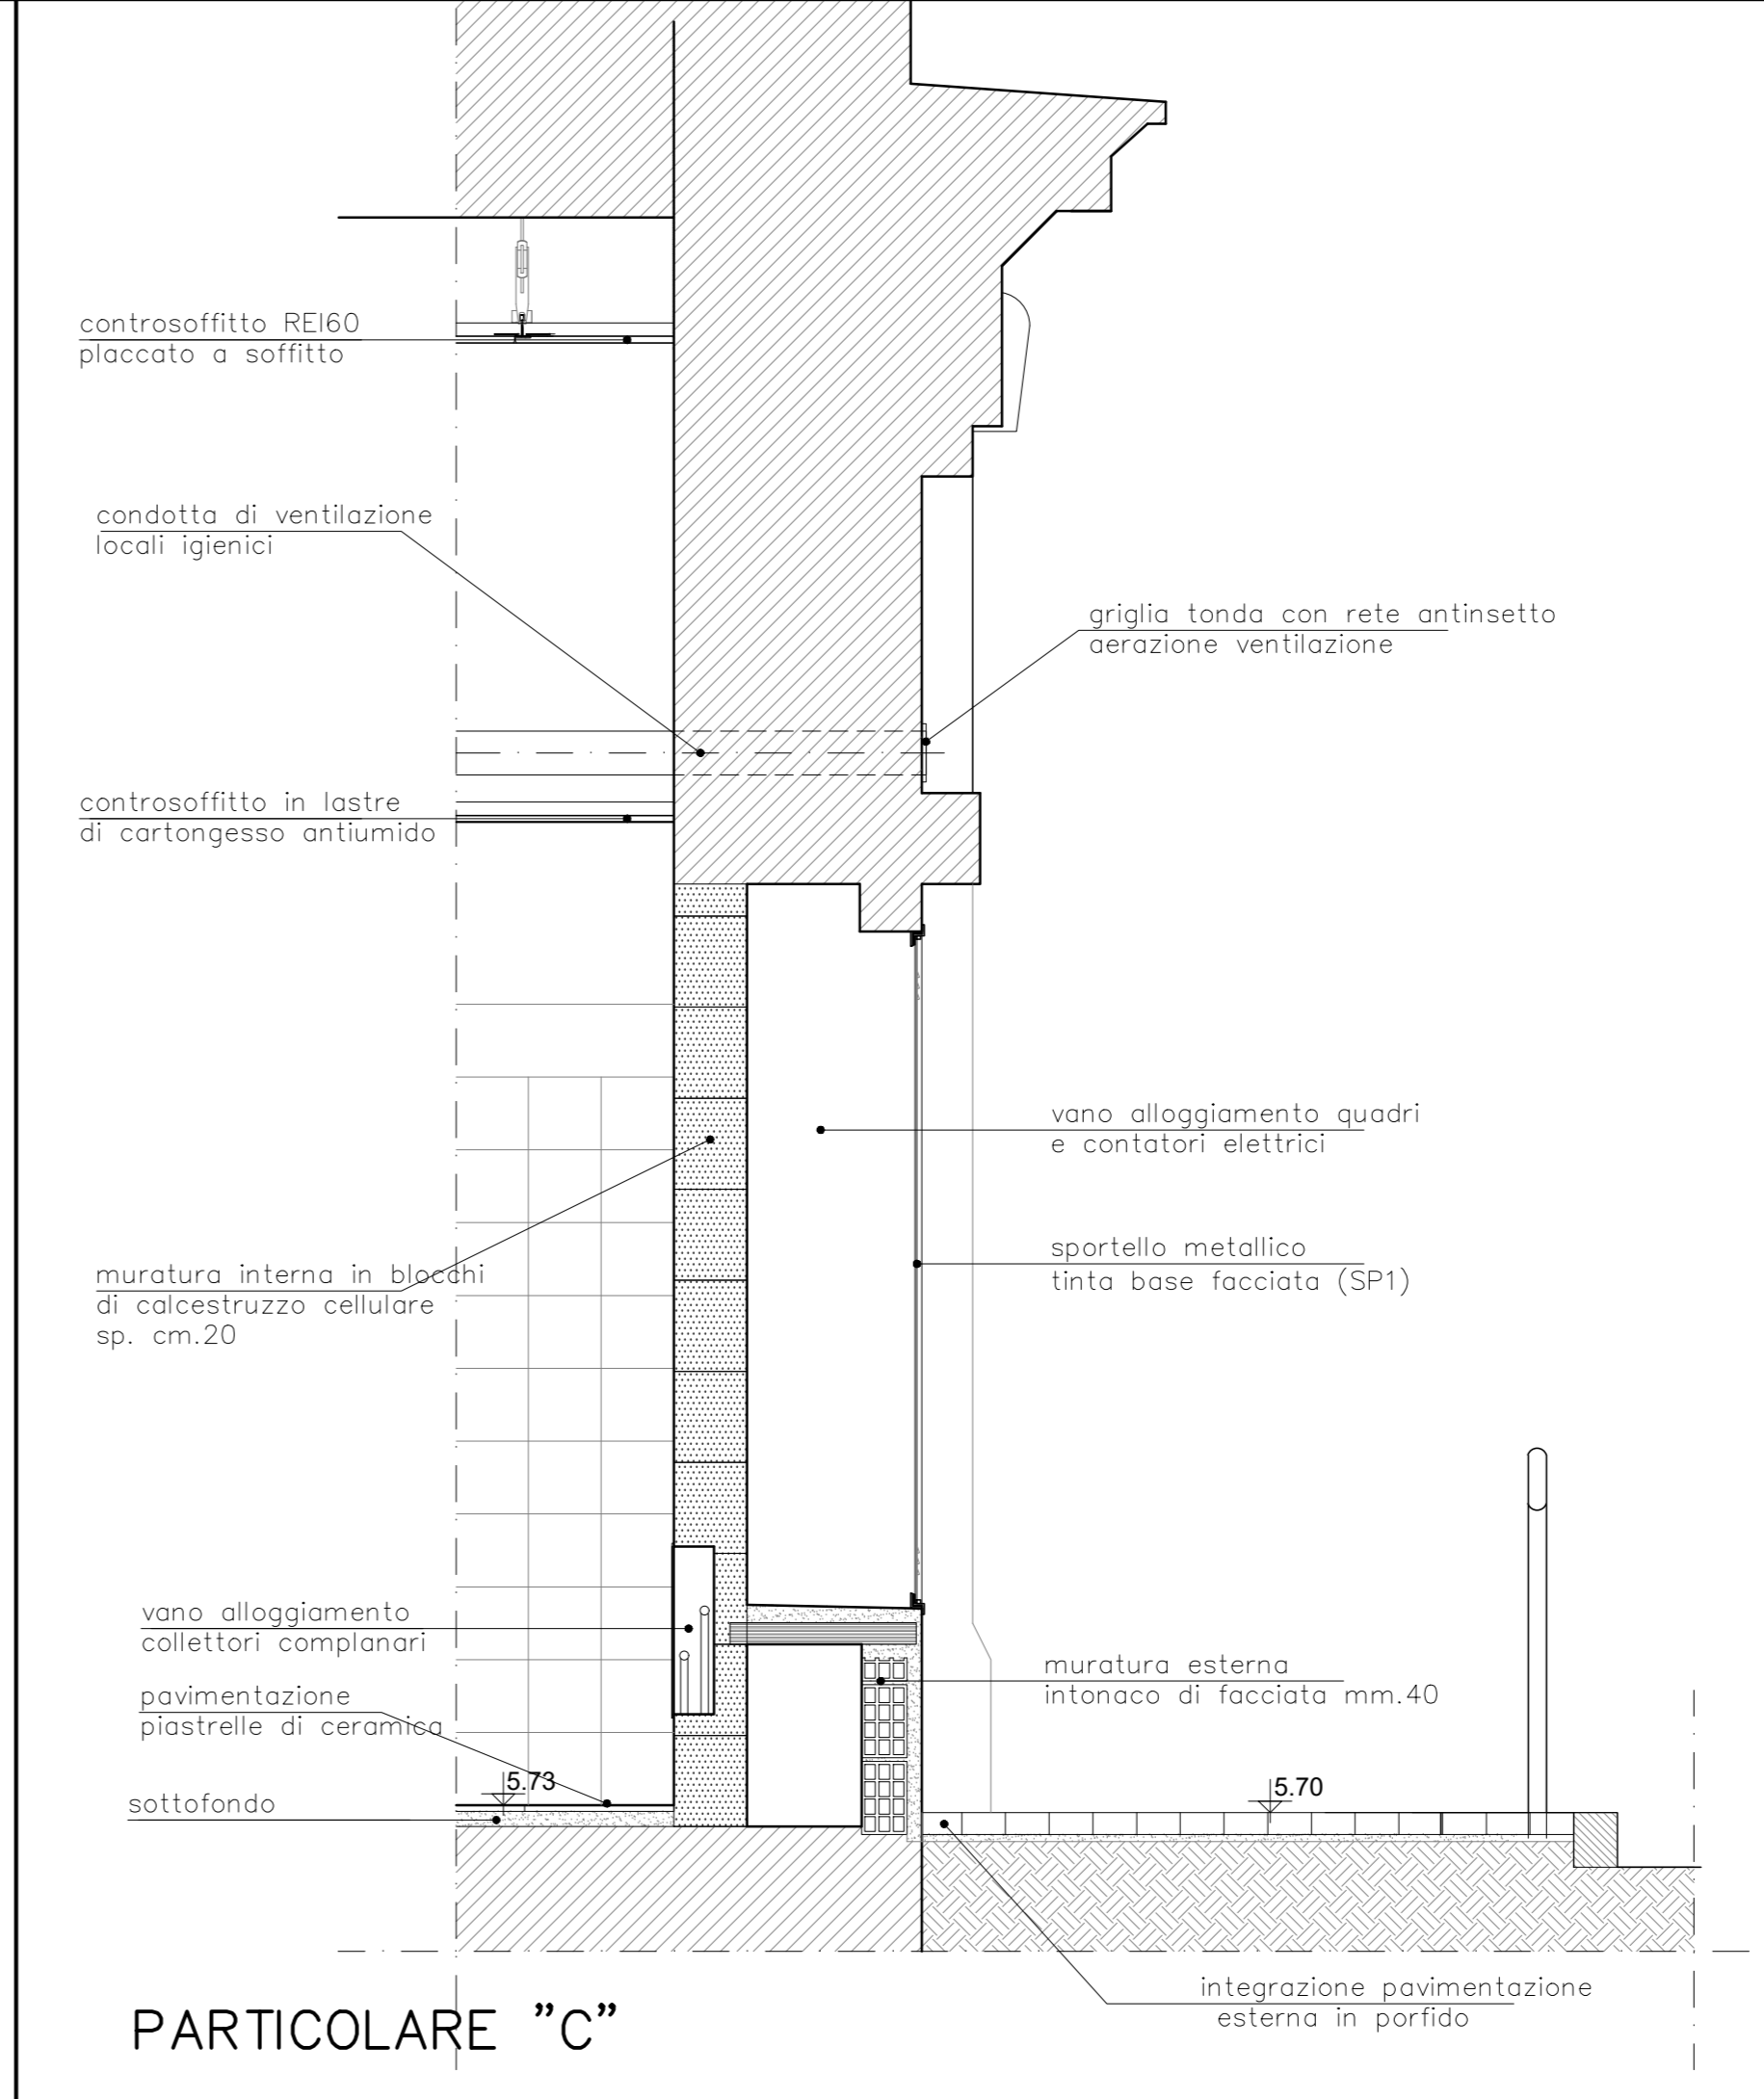 controsoffitto REI60
placcato a soffitto
condotta di ventilazione
locali igienici
griglia tonda con rete antinsetto
aerazione ventilazione
controsoffitto in lastre
di cartongesso antiumido
vano alloggiamento quadri
e contatori elettrici
sportello metallico
tinta base facciata (SP1)
muratura interna in blocchi
di calcestruzzo cellulare
sp. cm.20
vano alloggiamento
collettori complanari
muratura esterna
intonaco di facciata mm.40
pavimentazione
piastrelle di ceramica
5.73
5.70
sottofondo
integrazione pavimentazione
esterna in porfido
PARTICOLARE "C"